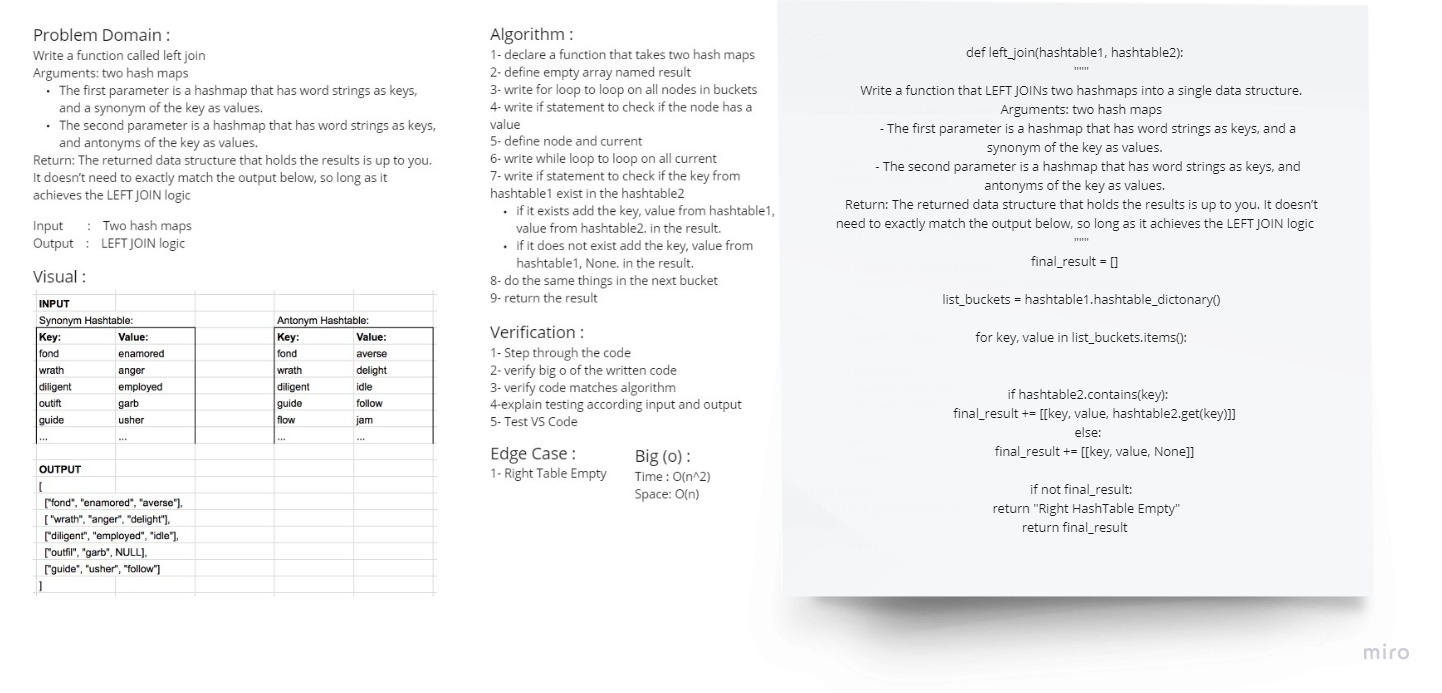 Problem Domain :
Write a function called left join
Arguments: two hash maps
• The first parameter is a hashmap that has word strings as keys,
and a synonym of the key as values.
• The second parameter is a hashmap that has word strings as keys,
and antonyms of the key as values.
Return: The returned data structure that holds the results is up to you.
It doesn’t need to exactly match the output below, so long as it
achieves the LEFT JOIN logic
Input : Two hash maps
Output : LEFT JOIN logic
Visual :
INPUT
Synonym Hashtable: Antonym Hashtable:
Key: Value: Key: Value:
fond enamored fond averse
wrath anger wrath delight
diligent employed diligent idle
outift garb guide follow
guide usher flow jam
... ... ... ...
OUTPUT
[
["fond", "enamored", "averse"],
[ "wrath", "anger", "delight"],
["diligent", "employed", "idle"],
["outfil", "garb", NULL],
["guide", "usher", "follow"]
]
Algorithm :
1- declare a function that takes two hash maps
2- define empty array named result
3- write for loop to loop on all nodes in buckets
4- write if statement to check if the node has a
value
5- define node and current
6- write while loop to loop on all current
7- write if statement to check if the key from
hashtable1 exist in the hashtable2
• if it exists add the key, value from hashtable1,
value from hashtable2. in the result.
• if it does not exist add the key, value from
hashtable1, None. in the result.
8- do the same things in the next bucket
9- return the result
Verification :
1- Step through the code
2- verify big o of the written code
3- verify code matches algorithm
4-explain testing according input and output
5- Test VS Code
Edge Case :
1- Right Table Empty
Big (o) :
Time : O(n^2)
Space: O(n)
def left_join(hashtable1, hashtable2):
"""
Write a function that LEFT JOINs two hashmaps into a single data structure.
Arguments: two hash maps
- The first parameter is a hashmap that has word strings as keys, and a
synonym of the key as values.
- The second parameter is a hashmap that has word strings as keys, and
antonyms of the key as values.
Return: The returned data structure that holds the results is up to you. It doesn’t
need to exactly match the output below, so long as it achieves the LEFT JOIN logic
"""
final_result = []
list_buckets = hashtable1.hashtable_dictonary()
for key, value in list_buckets.items():
if hashtable2.contains(key):
final_result += [[key, value, hashtable2.get(key)]]
else:
final_result += [[key, value, None]]
if not final_result:
return "Right HashTable Empty"
return final_result
miro